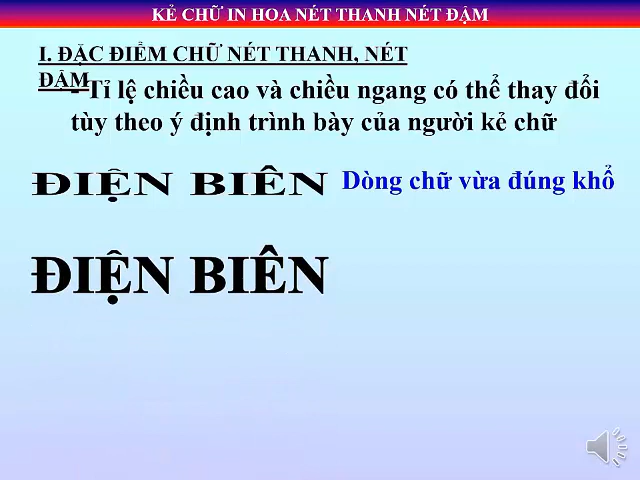 KẺ CHỮ IN HOA NÉT THANH NÉT ĐẬM
I. ĐẶC ĐIỂM CHỮ NÉT THANH, NÉT
ĐẬM
- Tỉ lệ chiều cao và chiều ngang có thể thay đổi
tùy theo ý định trình bày của người kẻ chữ
ĐIỆN BIÊN Dòng chữ vừa đúng khổ
ĐIỆN BIÊN